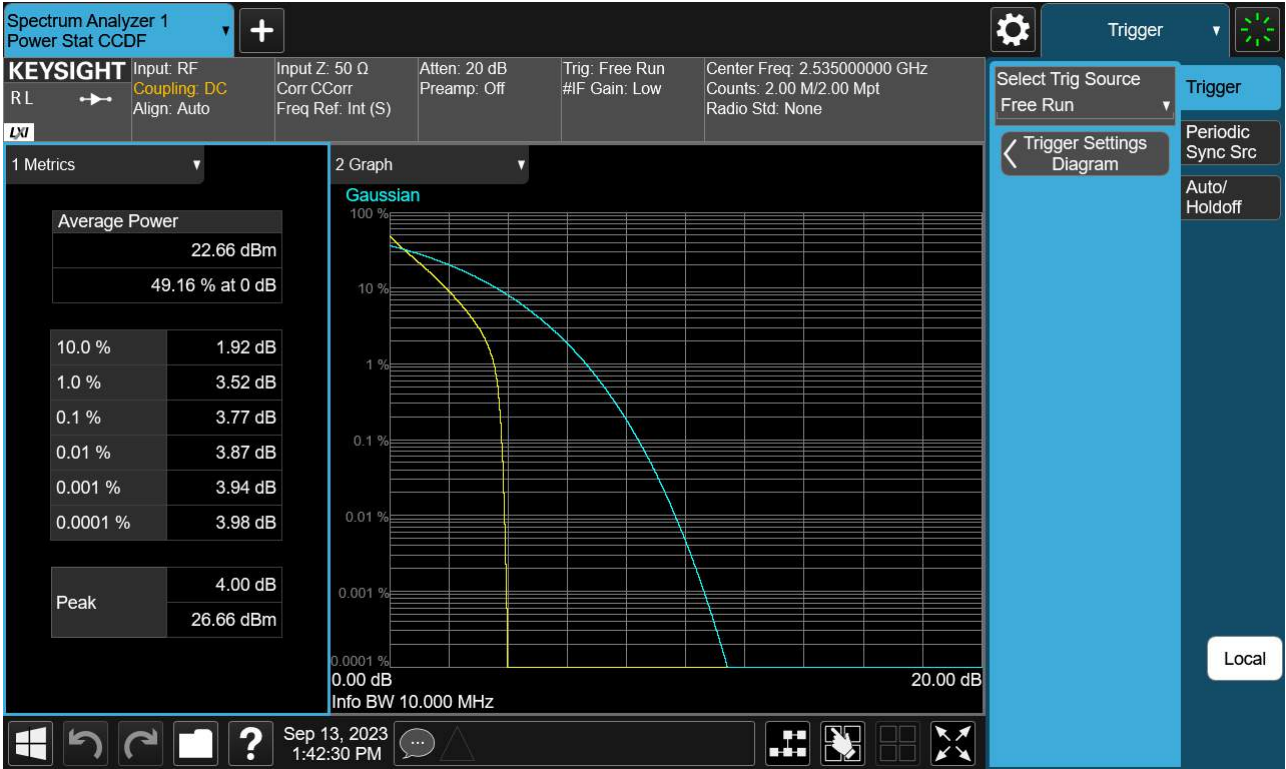 Spectrum Analyzer 1
Power Stat CCDF
+
Trigger
KEYSIGHT
RL
LXI
Input: RF
Coupling: DC
Align: Auto
Input Z: 50 Ω
Corr CCorr
Freq Ref: Int (S)
Atten: 20 dB
Preamp: Off
Trig: Free Run
#IF Gain: Low
Center Freq: 2.535000000 GHz
Counts: 2.00 M/2.00 Mpt
Radio Std: None
Select Trig Source
Free Run
Trigger Settings
Diagram
Trigger
Periodic
Sync Src
Auto/
Holdoff
Local
1 Metrics
Average Power
22.66 dBm
49.16 % at 0 dB
10.0 % 1.92 dB
1.0 % 3.52 dB
0.1 % 3.77 dB
0.01 % 3.87 dB
0.001 % 3.94 dB
0.0001 % 3.98 dB
Peak
4.00 dB
26.66 dBm
2 Graph
Gaussian
100 %
10 %
1 %
0.1 %
0.01 %
0.001 %
0.0001 %
0.00 dB 20.00 dB
Info BW 10.000 MHz
?
Sep 13, 2023
1:42:30 PM